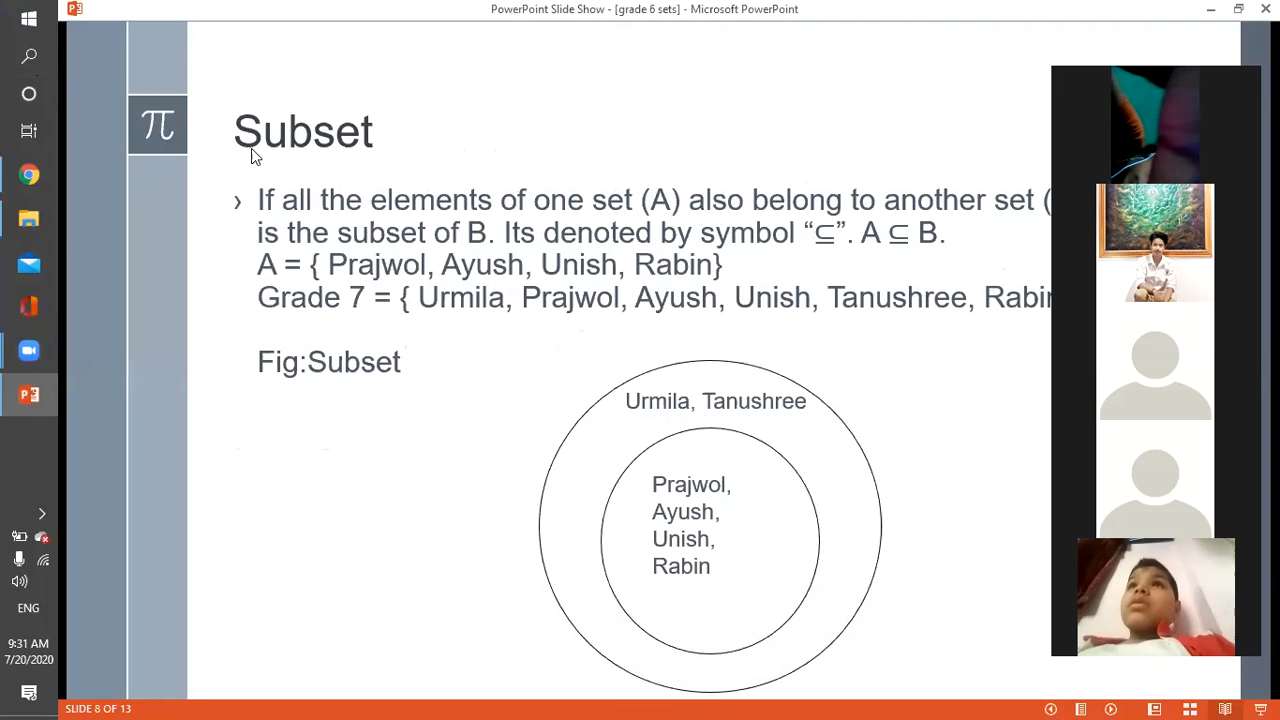 PowerPoint Slide Show - [grade 6 sets] - Microsoft PowerPoint
π
Subset
› If all the elements of one set (A) also belong to another set (
is the subset of B. Its denoted by symbol “⊆”. A ⊆ B.
A = { Prajwol, Ayush, Unish, Rabin}
Grade 7 = { Urmila, Prajwol, Ayush, Unish, Tanushree, Rabin
Fig:Subset
Urmila, Tanushree
Prajwol,
Ayush,
Unish,
Rabin
ENG
9:31 AM
7/20/2020
SLIDE 8 OF 13